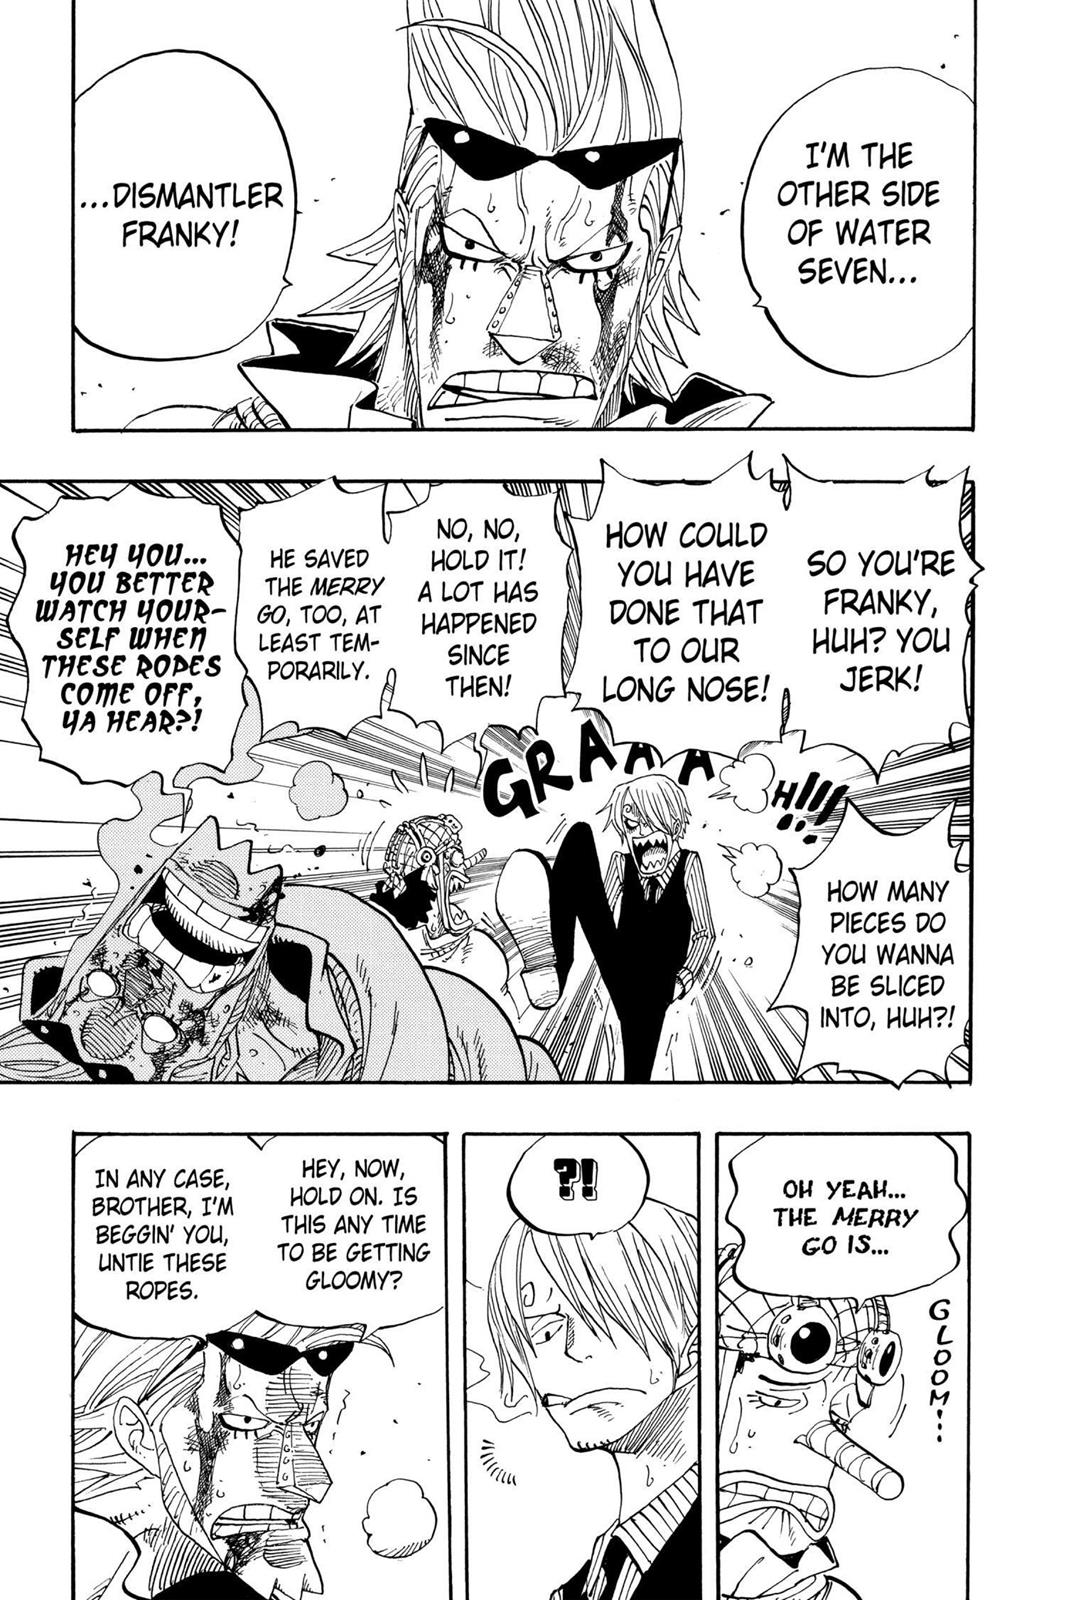 I'M THE
OTHER SIDE
OF WATER
SEVEN...
...DISMANTLER
FRANKY!
SO YOU'RE
FRANKY,
HUH? YOU
JERK!
HOW COULD
YOU HAVE
DONE THAT
TO OUR
LONG NOSE!
HOW MANY
PIECES DO
YOU WANNA
BE SLICED
INTO, HUH?!
GRAAAAH!!!
NO, NO,
HOLD IT!
A LOT HAS
HAPPENED
SINCE
THEN!
HE SAVED
THE MERRY
GO, TOO, AT
LEAST TEM-
PORARILY.
HEY YOU...
YOU BETTER
WATCH YOUR-
SELF WHEN
THESE ROPES
COME OFF,
YA HEAR?!
OH YEAH...
THE MERRY
GO IS...
GLOOM!!
?!
HEY, NOW,
HOLD ON. IS
THIS ANY TIME
TO BE GETTING
GLOOMY?
IN ANY CASE,
BROTHER, I'M
BEGGIN' YOU,
UNTIE THESE
ROPES.